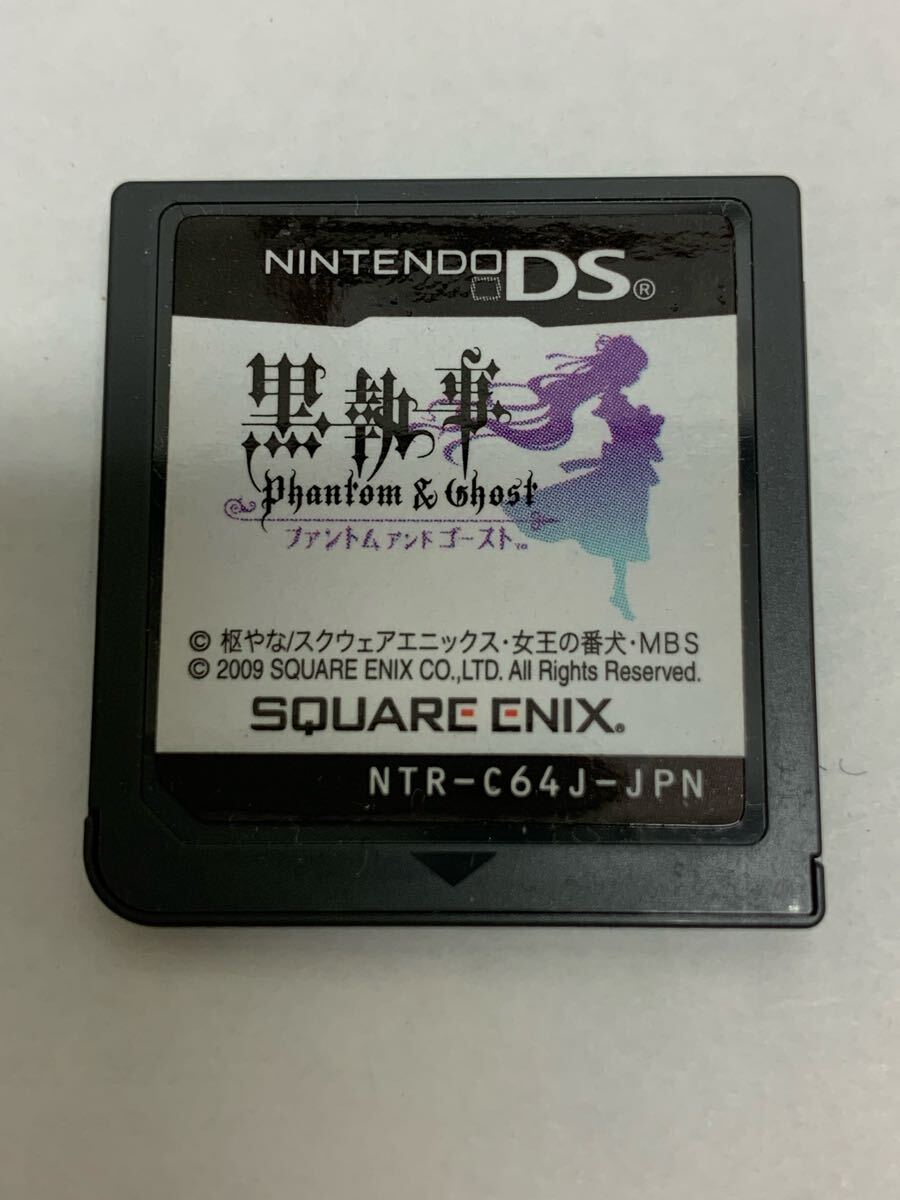 NINTENDO DS®
黒執事
Phantom & Ghost
ファントム アンド ゴースト™
© 枢やな/スクウェアエニックス・女王の番犬・MBS
© 2009 SQUARE ENIX CO.,LTD. All Rights Reserved.
SQUARE ENIX®
NTR-C64J-JPN